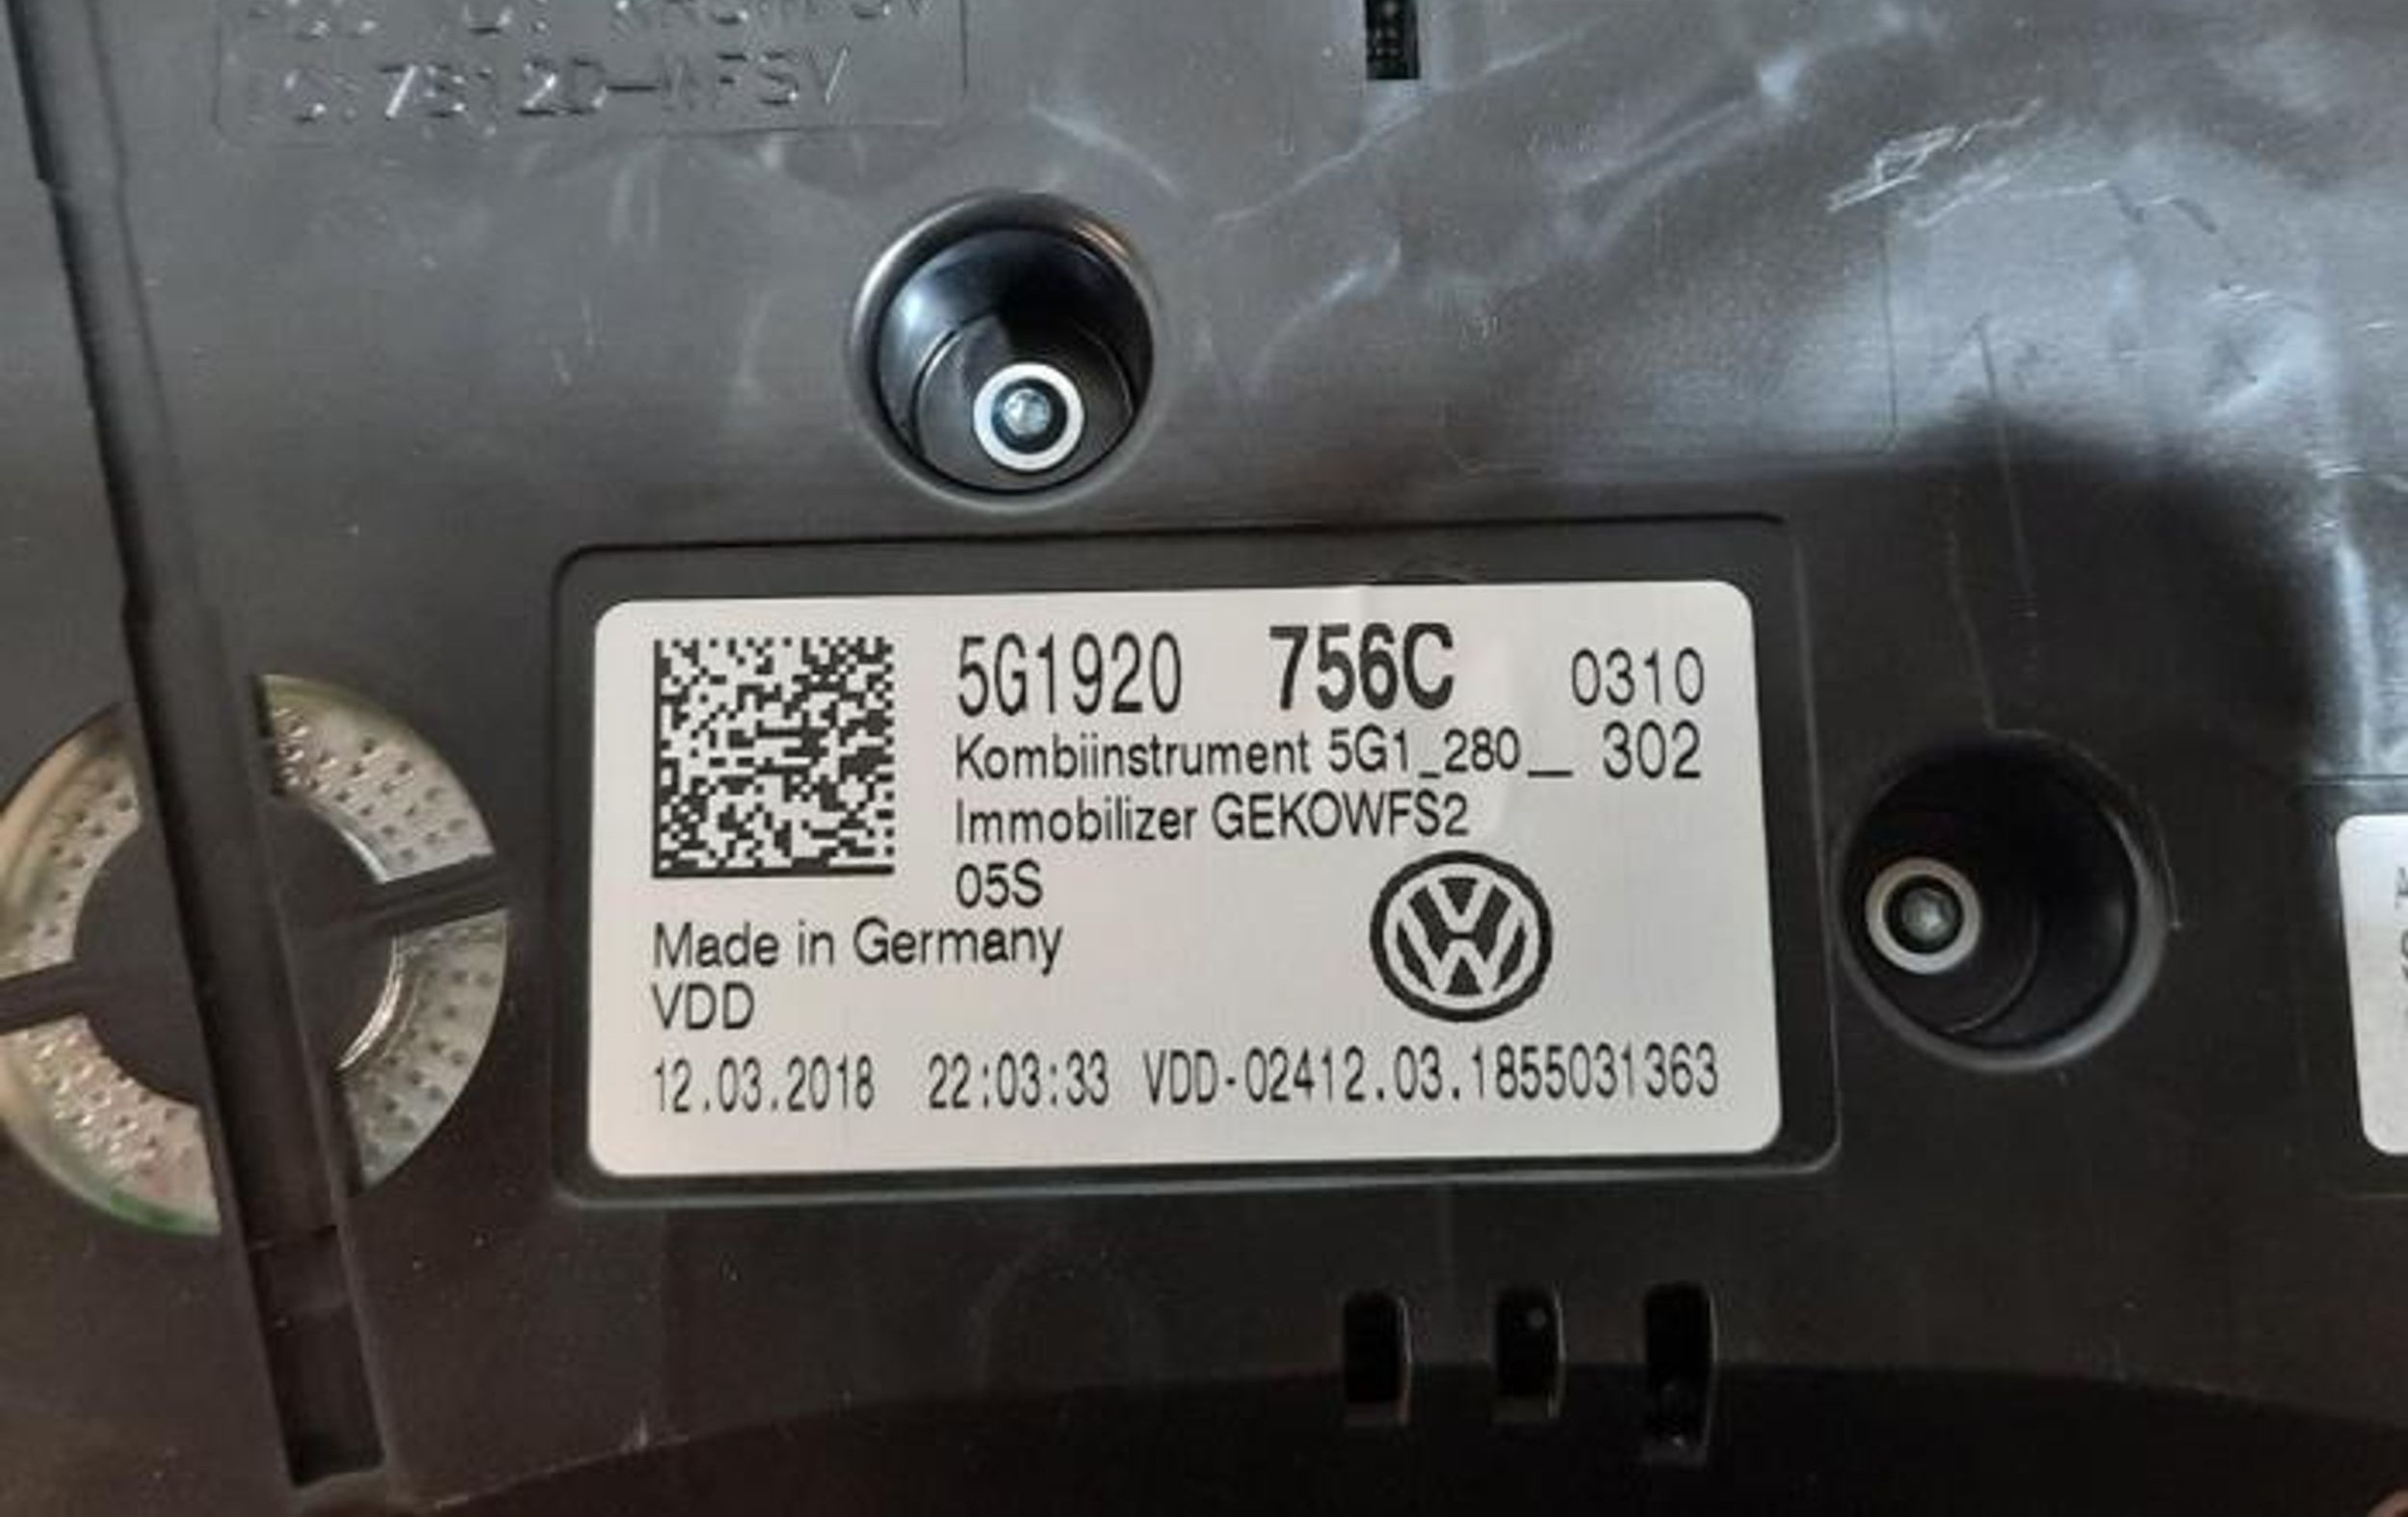 5G1920 756C 0310
Kombiinstrument 5G1_280__ 302
Immobilizer GEKOWFS2
05S
Made in Germany
VDD
12.03.2018 22:03:33 VDD-02412.03.1855031363